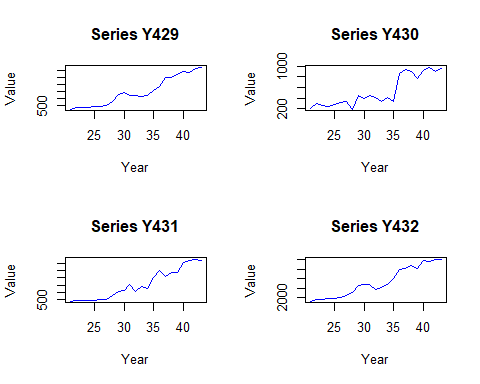 Series Y429
Value
500
25 30 35 40
Year
Series Y430
Value
200 1000
25 30 35 40
Year
Series Y431
Value
500
25 30 35 40
Year
Series Y432
Value
2000
25 30 35 40
Year